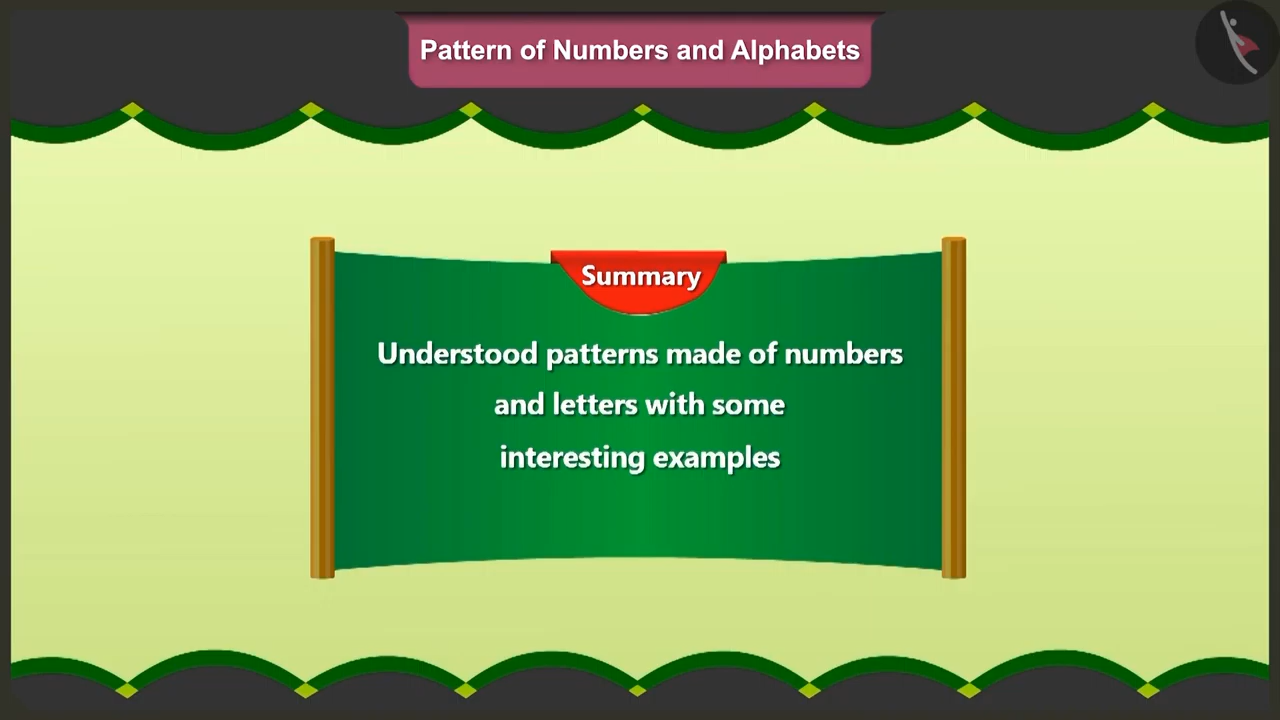 Pattern of Numbers and Alphabets
Summary
Understood patterns made of numbers
and letters with some
interesting examples